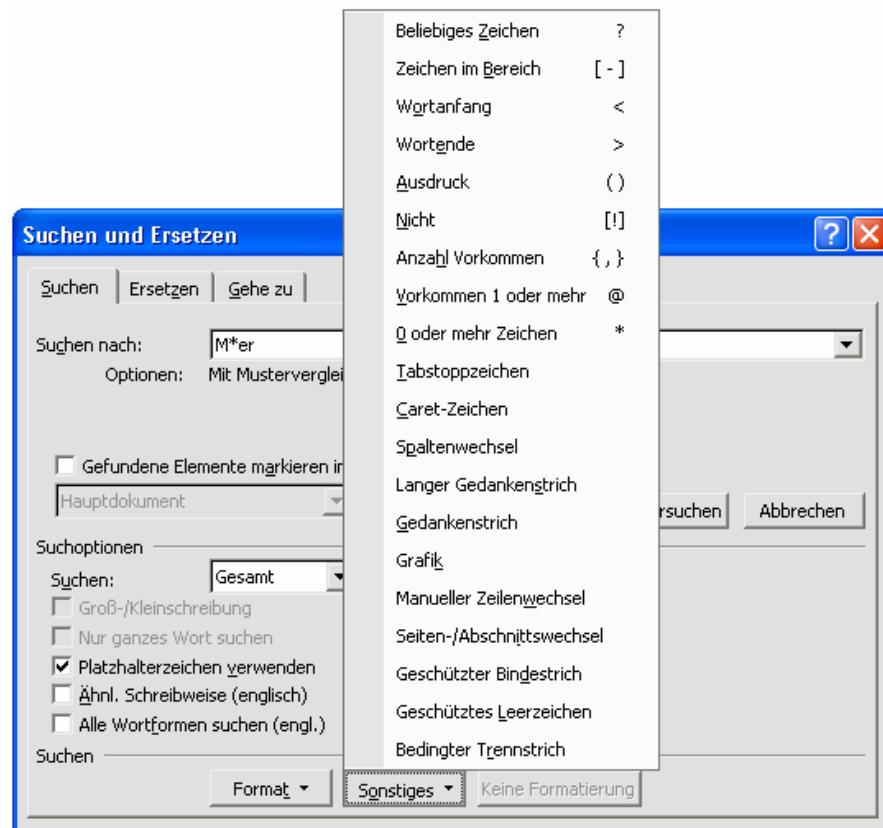 Beliebiges Zeichen ?
Zeichen im Bereich [ - ]
Wortanfang <
Wortende >
Ausdruck ( )
Nicht [!]
Anzahl Vorkommen { , }
Vorkommen 1 oder mehr @
0 oder mehr Zeichen *
Tabstoppzeichen
Caret-Zeichen
Spaltenwechsel
Langer Gedankenstrich
Gedankenstrich
Grafik
Manueller Zeilenwechsel
Seiten-/Abschnittswechsel
Geschützter Bindestrich
Geschütztes Leerzeichen
Bedingter Trennstrich
Suchen und Ersetzen
Suchen Ersetzen Gehe zu
Suchen nach: M*er
Optionen: Mit
Gefundene Elemente markieren
Hauptdokument
Abbrechen
Suchoptionen
Suchen: Gesamt
Groß-/Kleinschreibung
Nur ganzes Wort suchen
Platzhalterzeichen verwenden
Ähnl. Schreibweise (englisch)
Alle Wortformen suchen (engl.)
Suchen
Format Sonstiges Keine Formatierung